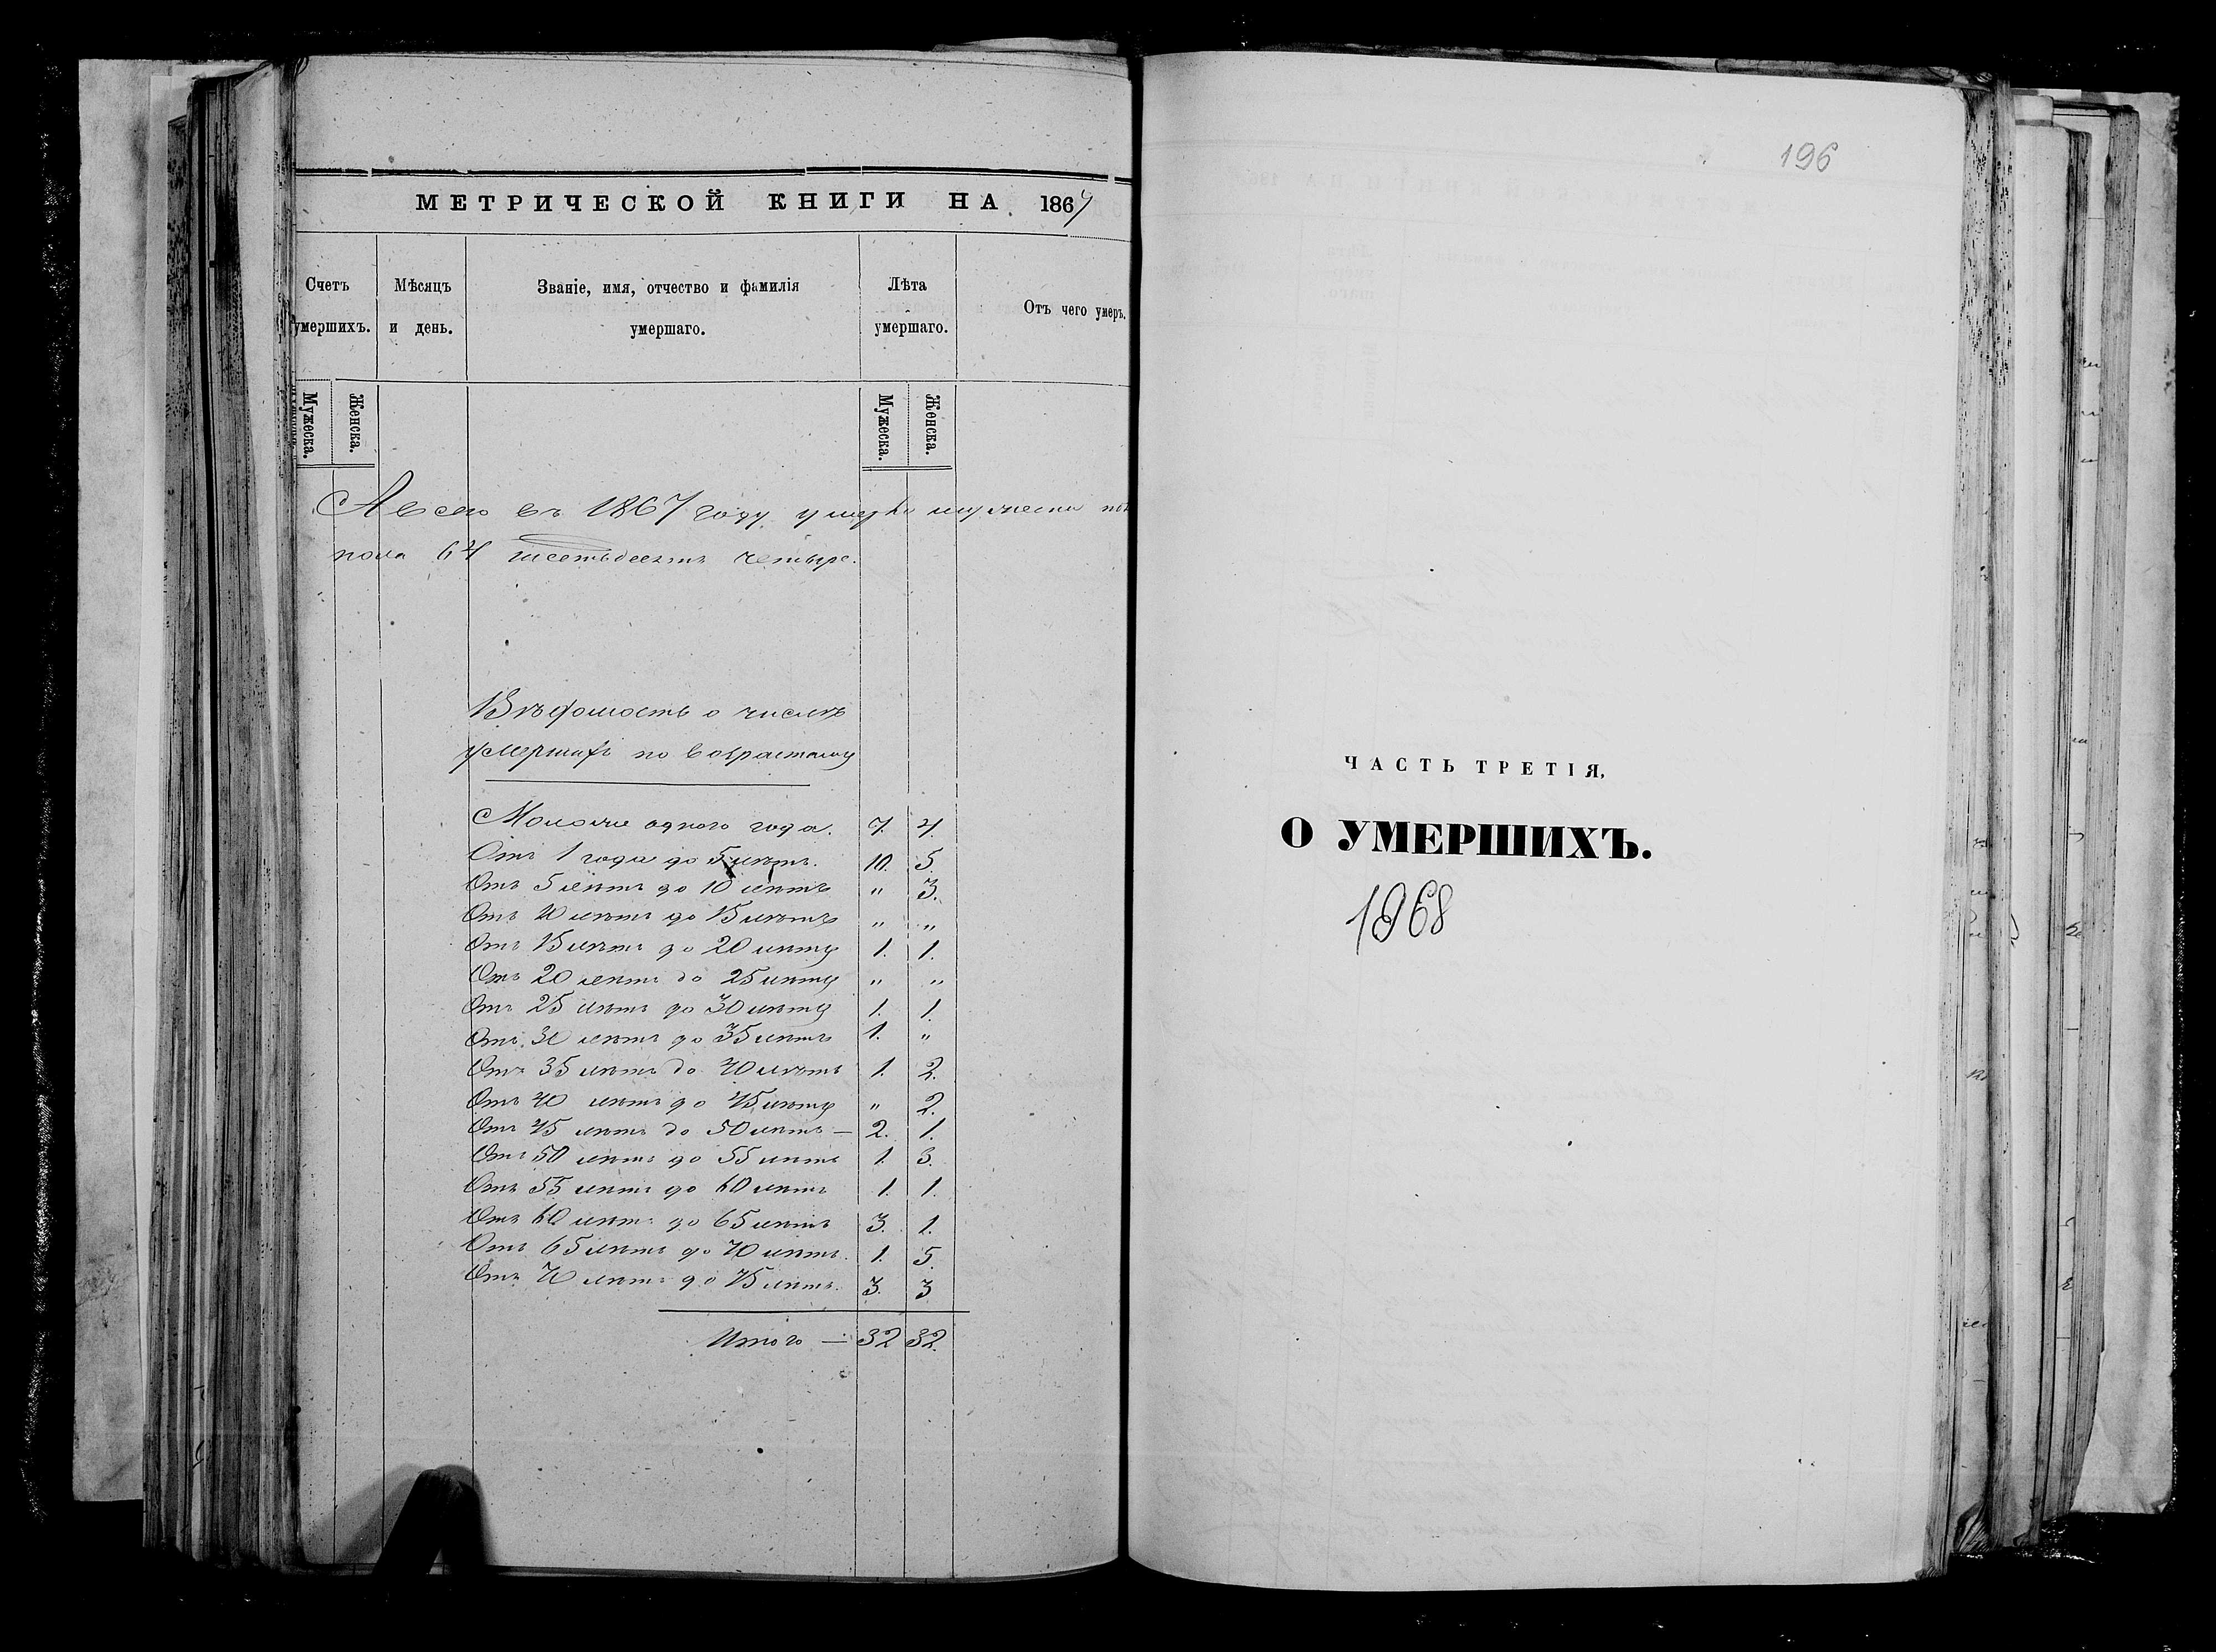 МЕТРИЧЕСКОЙ КНИГИ НА 1867
Счетъ умершихъ.
Мѣсяцъ и день.
Званіе, имя, отчество и фамилія умершаго.
Лѣта умершаго.
Отъ чего умеръ.
Мужеска. Женска.
Мужеска. Женска.
А всего въ 1867 году умерло мужеска
пола 64 шестьдесятъ четыре.
Вѣдомость о числѣ
умершихъ по возрастамъ
Моложе одного года. 7. 4.
Отъ 1 года до 5 лѣтъ. 10. 5.
Отъ 5 лѣтъ до 10 лѣтъ „ 3.
Отъ 10 лѣтъ до 15 лѣтъ „ „
Отъ 15 лѣтъ до 20 лѣтъ 1. 1.
Отъ 20 лѣтъ до 25 лѣтъ „ „
Отъ 25 лѣтъ до 30 лѣтъ 1. 1.
Отъ 30 лѣтъ до 35 лѣтъ 1. „
Отъ 35 лѣтъ до 40 лѣтъ 1. 2.
Отъ 40 лѣтъ до 45 лѣтъ „ 2.
Отъ 45 лѣтъ до 50 лѣтъ — 2. 1.
Отъ 50 лѣтъ до 55 лѣтъ 1. 3.
Отъ 55 лѣтъ до 60 лѣтъ 1. 1.
Отъ 60 лѣтъ до 65 лѣтъ 3. 1.
Отъ 65 лѣтъ до 70 лѣтъ. 1. 5.
Отъ 70 лѣтъ до 75 лѣтъ. 3. 3
Итого — 32 32.
196
ЧАСТЬ ТРЕТІЯ,
О УМЕРШИХЪ.
1868